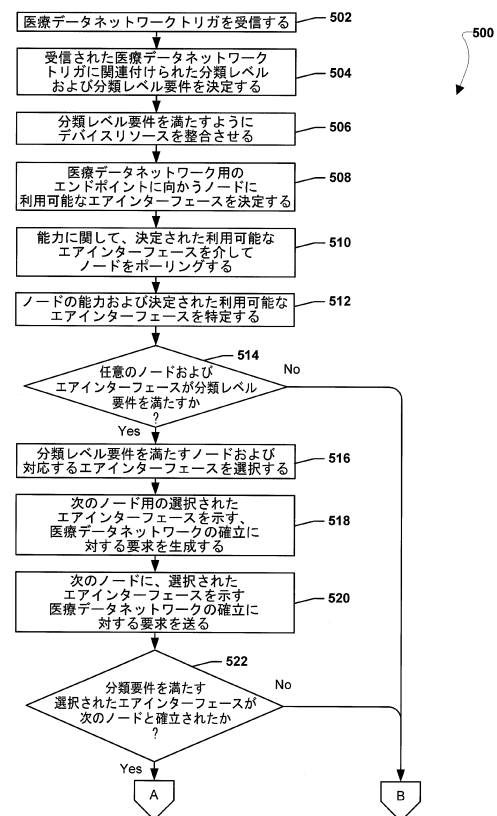 医療データネットワークトリガを受信する
502
500
受信された医療データネットワーク
トリガに関連付けられた分類レベル
および分類レベル要件を決定する
504
分類レベル要件を満たすように
デバイスリソースを整合させる
506
医療データネットワーク用の
エンドポイントに向かうノードに
利用可能なエアインターフェースを決定する
508
能力に関して、決定された利用可能な
エアインターフェースを介して
ノードをポーリングする
510
ノードの能力および決定された利用可能な
エアインターフェースを特定する
512
514
任意のノードおよび
エアインターフェースが分類レベル
要件を満たすか
?
No
Yes
分類レベル要件を満たすノードおよび
対応するエアインターフェースを選択する
516
次のノード用の選択された
エアインターフェースを示す、
医療データネットワークの確立に
対する要求を生成する
518
次のノードに、選択された
エアインターフェースを示す
医療データネットワークの確立に
対する要求を送る
520
522
分類要件を満たす
選択されたエアインターフェースが
次のノードと確立されたか
?
No
Yes
A
B